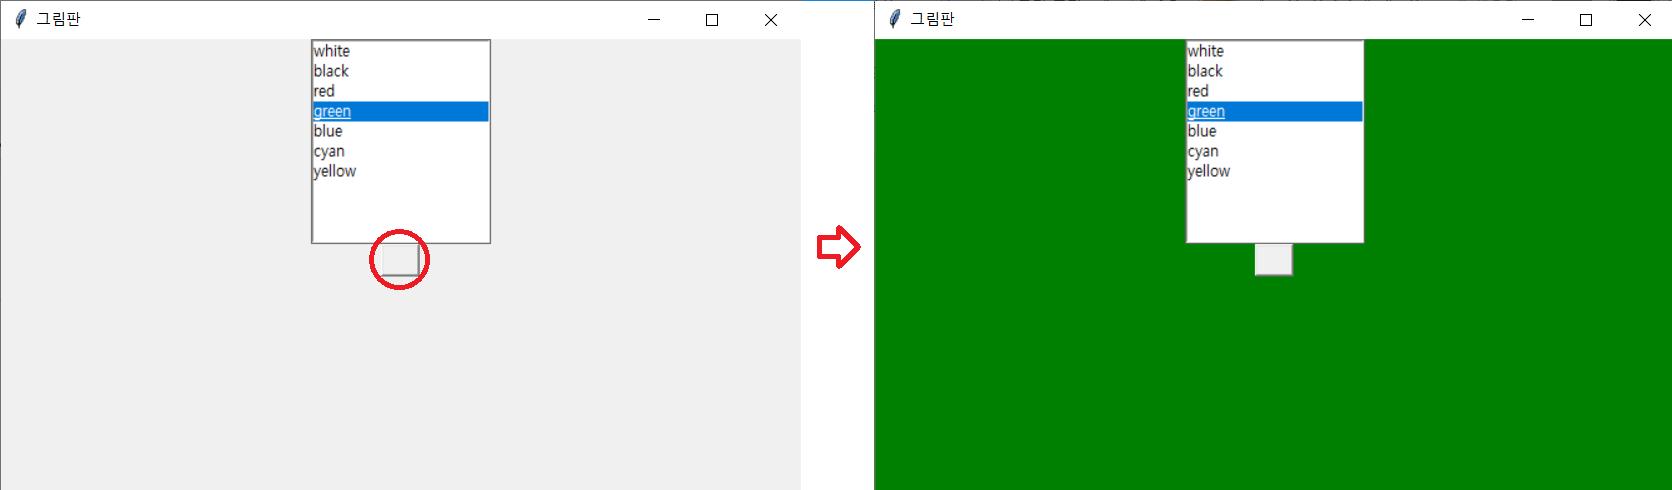 그림판
white
black
red
green
blue
cyan
yellow
그림판
white
black
red
green
blue
cyan
yellow